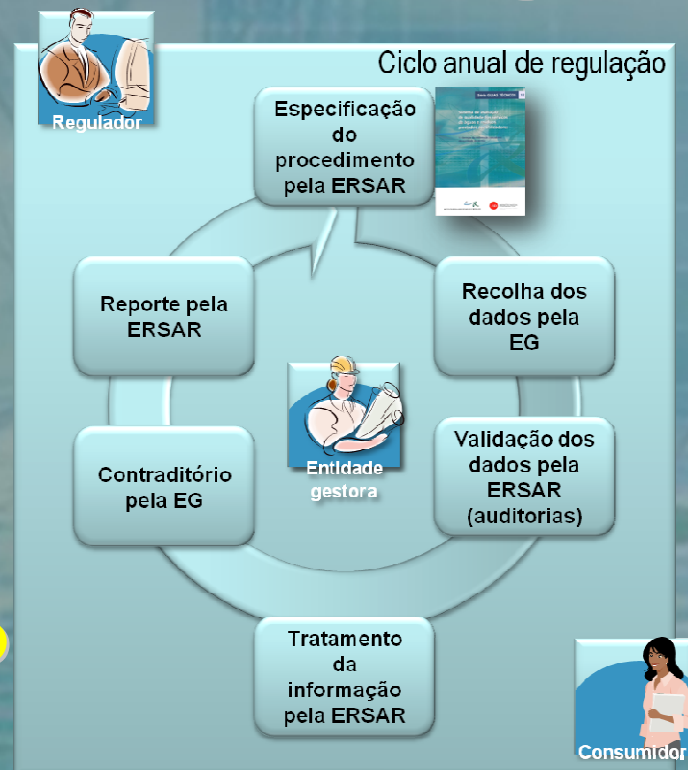 Ciclo anual de regulação
Regulador
Especificação
do
procedimento
pela ERSAR
Recolha dos
dados pela
EG
Validação dos
dados pela
ERSAR
(auditorias)
Tratamento
da
informação
pela ERSAR
Contraditório
pela EG
Reporte pela
ERSAR
Entidade
gestora
Consumidor